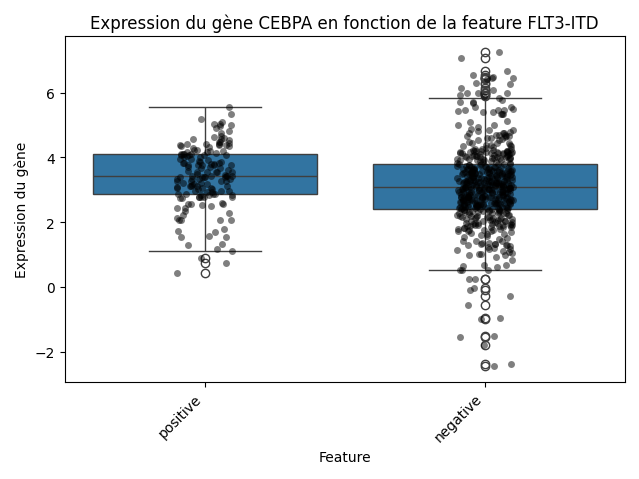 Expression du gène CEBPA en fonction de la feature FLT3-ITD
Expression du gène
6
4
2
0
−2
positive
negative
Feature